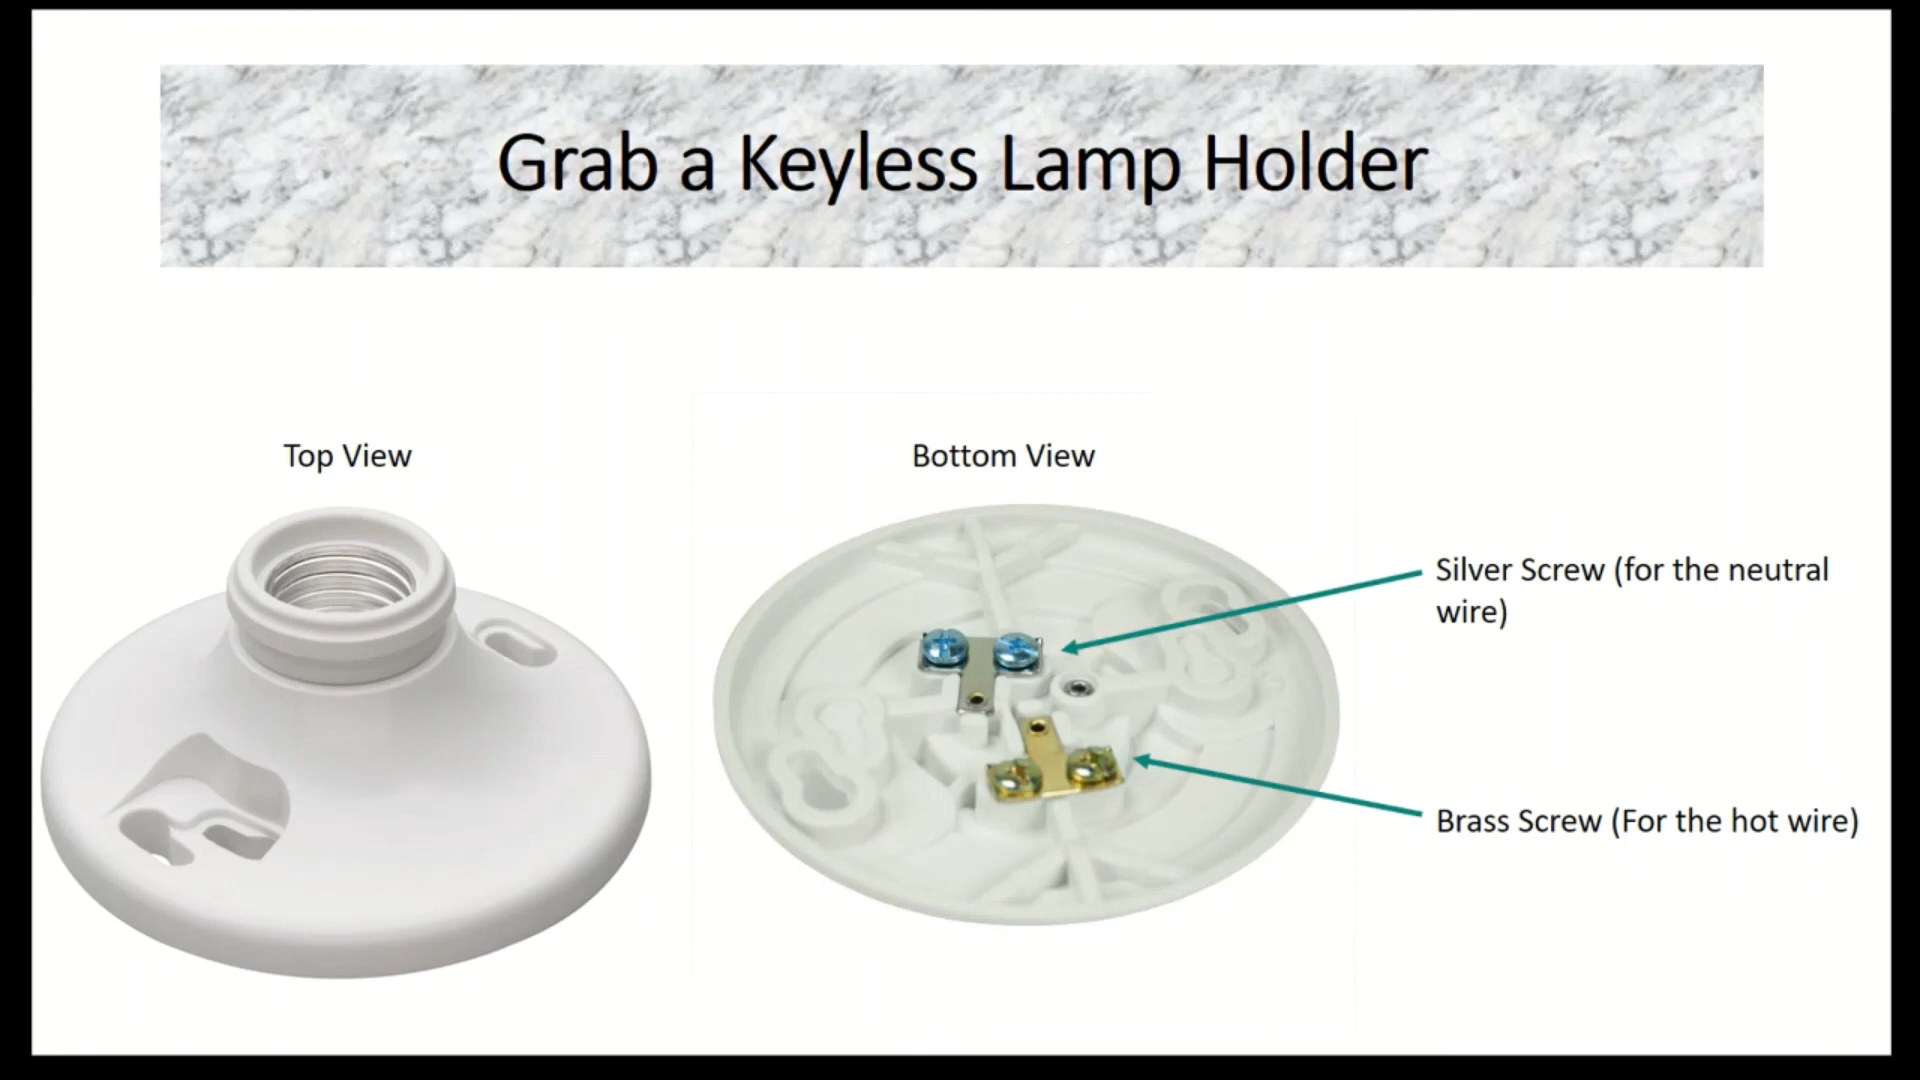 Grab a Keyless Lamp Holder
Top View
Bottom View
Silver Screw (for the neutral
wire)
Brass Screw (For the hot wire)